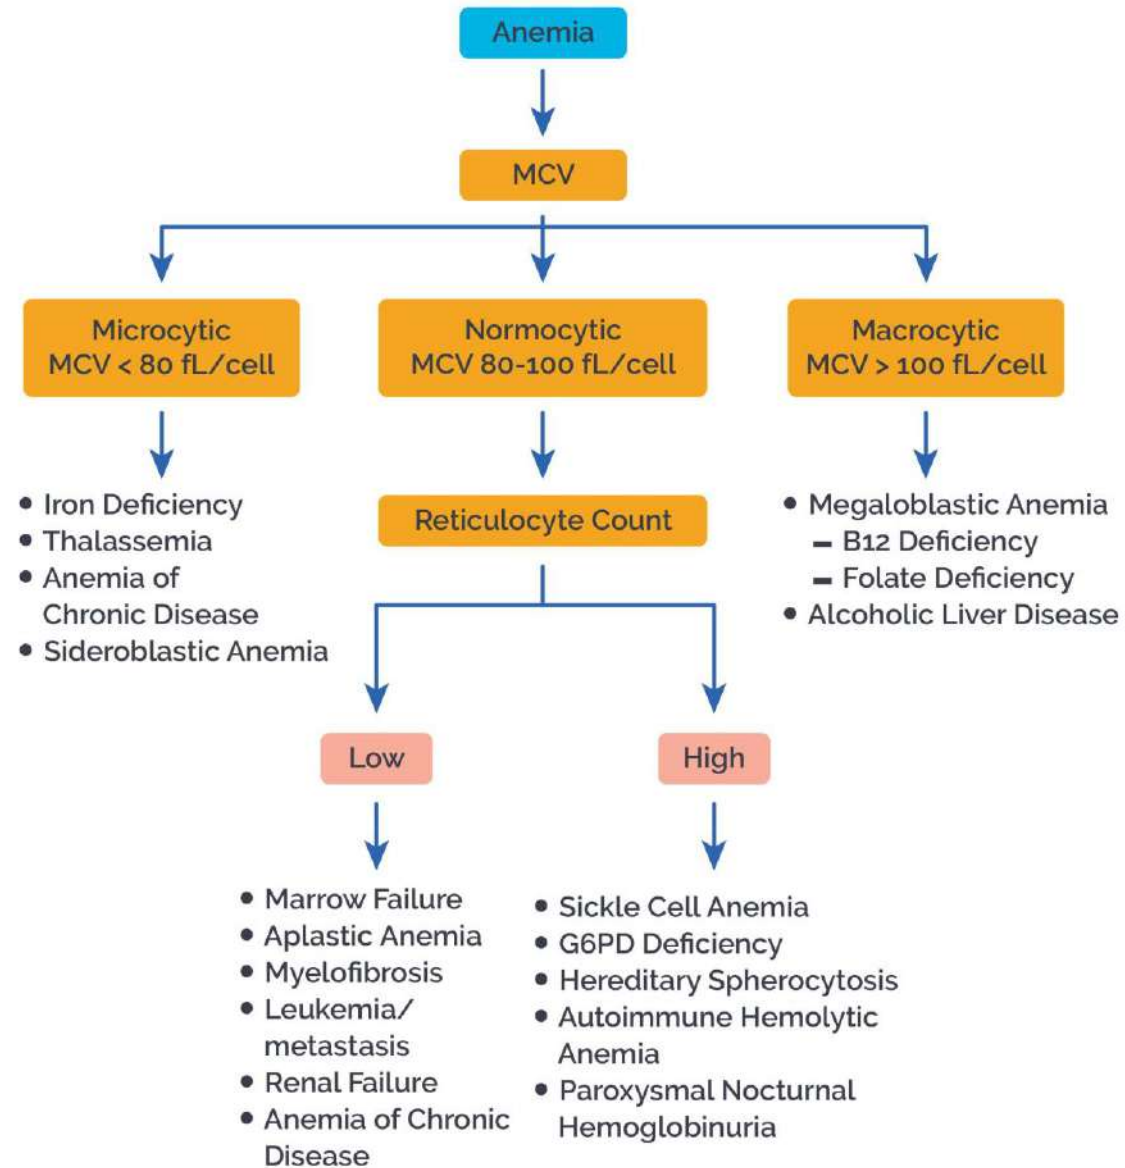 Anemia
MCV
Microcytic
MCV < 80 fL/cell
Normocytic
MCV 80-100 fL/cell
Macrocytic
MCV > 100 fL/cell
• Iron Deficiency
• Thalassemia
• Anemia of
Chronic Disease
• Sideroblastic Anemia
Reticulocyte Count
• Megaloblastic Anemia
– B12 Deficiency
– Folate Deficiency
• Alcoholic Liver Disease
Low
High
• Marrow Failure
• Aplastic Anemia
• Myelofibrosis
• Leukemia/
metastasis
• Renal Failure
• Anemia of Chronic
Disease
• Sickle Cell Anemia
• G6PD Deficiency
• Hereditary Spherocytosis
• Autoimmune Hemolytic
Anemia
• Paroxysmal Nocturnal
Hemoglobinuria